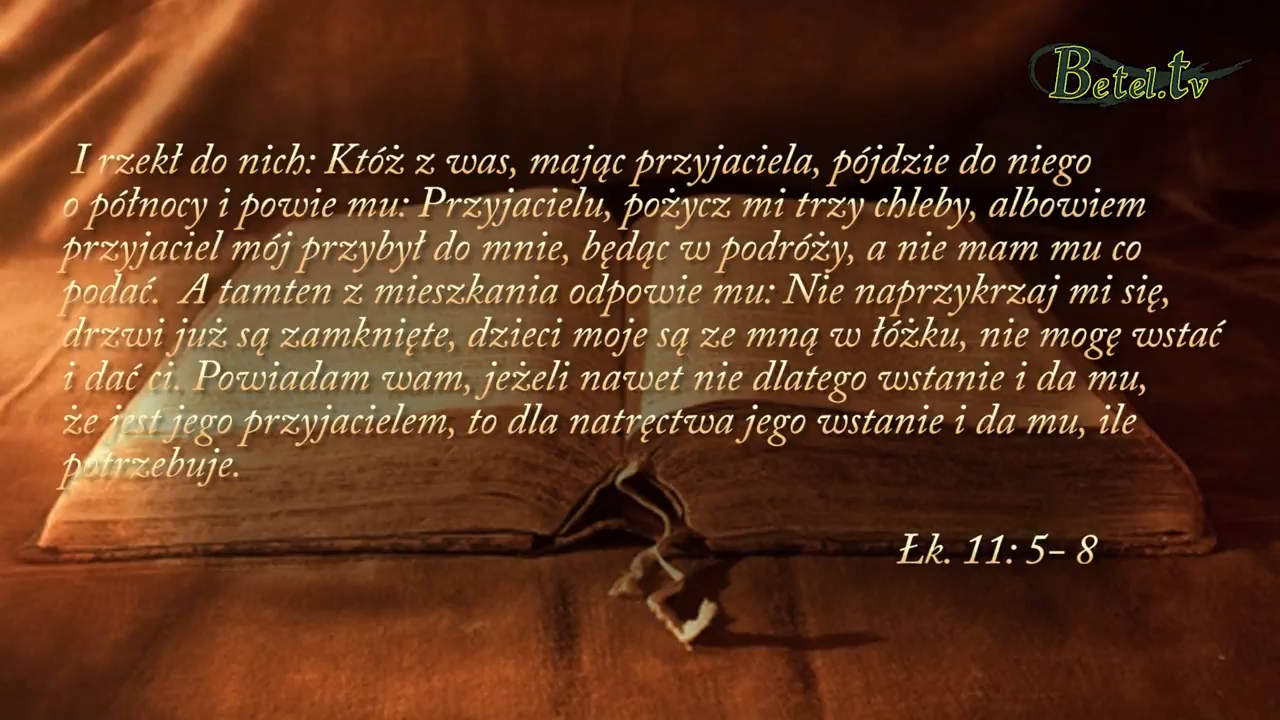 Betel.tv
I rzekł do nich: Któż z was, mając przyjaciela, pójdzie do niego
o północy i powie mu: Przyjacielu, pożycz mi trzy chleby, albowiem
przyjaciel mój przybył do mnie, będąc w podróży, a nie mam mu co
podać. A tamten z mieszkania odpowie mu: Nie naprzykrzaj mi się,
drzwi już są zamknięte, dzieci moje są ze mną w łóżku, nie mogę wstać
i dać ci. Powiadam wam, jeżeli nawet nie dlatego wstanie i da mu,
że jest jego przyjacielem, to dla natręctwa jego wstanie i da mu, ile
potrzebuje.
Łk. 11: 5– 8